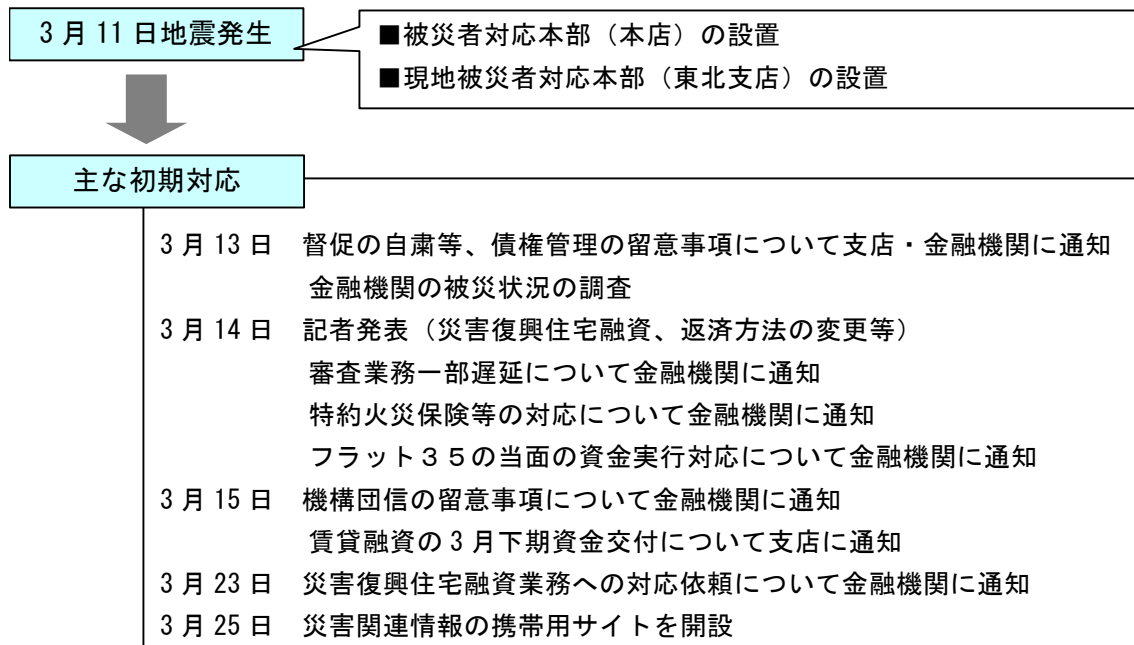 3月11日地震発生
■被災者対応本部（本店）の設置
■現地被災者対応本部（東北支店）の設置
主な初期対応
3月13日 督促の自粛等、債権管理の留意事項について支店・金融機関に通知
金融機関の被災状況の調査
3月14日 記者発表（災害復興住宅融資、返済方法の変更等）
審査業務一部遅延について金融機関に通知
特約火災保険等の対応について金融機関に通知
フラット３５の当面の資金実行対応について金融機関に通知
3月15日 機構団信の留意事項について金融機関に通知
賃貸融資の3月下期資金交付について支店に通知
3月23日 災害復興住宅融資業務への対応依頼について金融機関に通知
3月25日 災害関連情報の携帯用サイトを開設